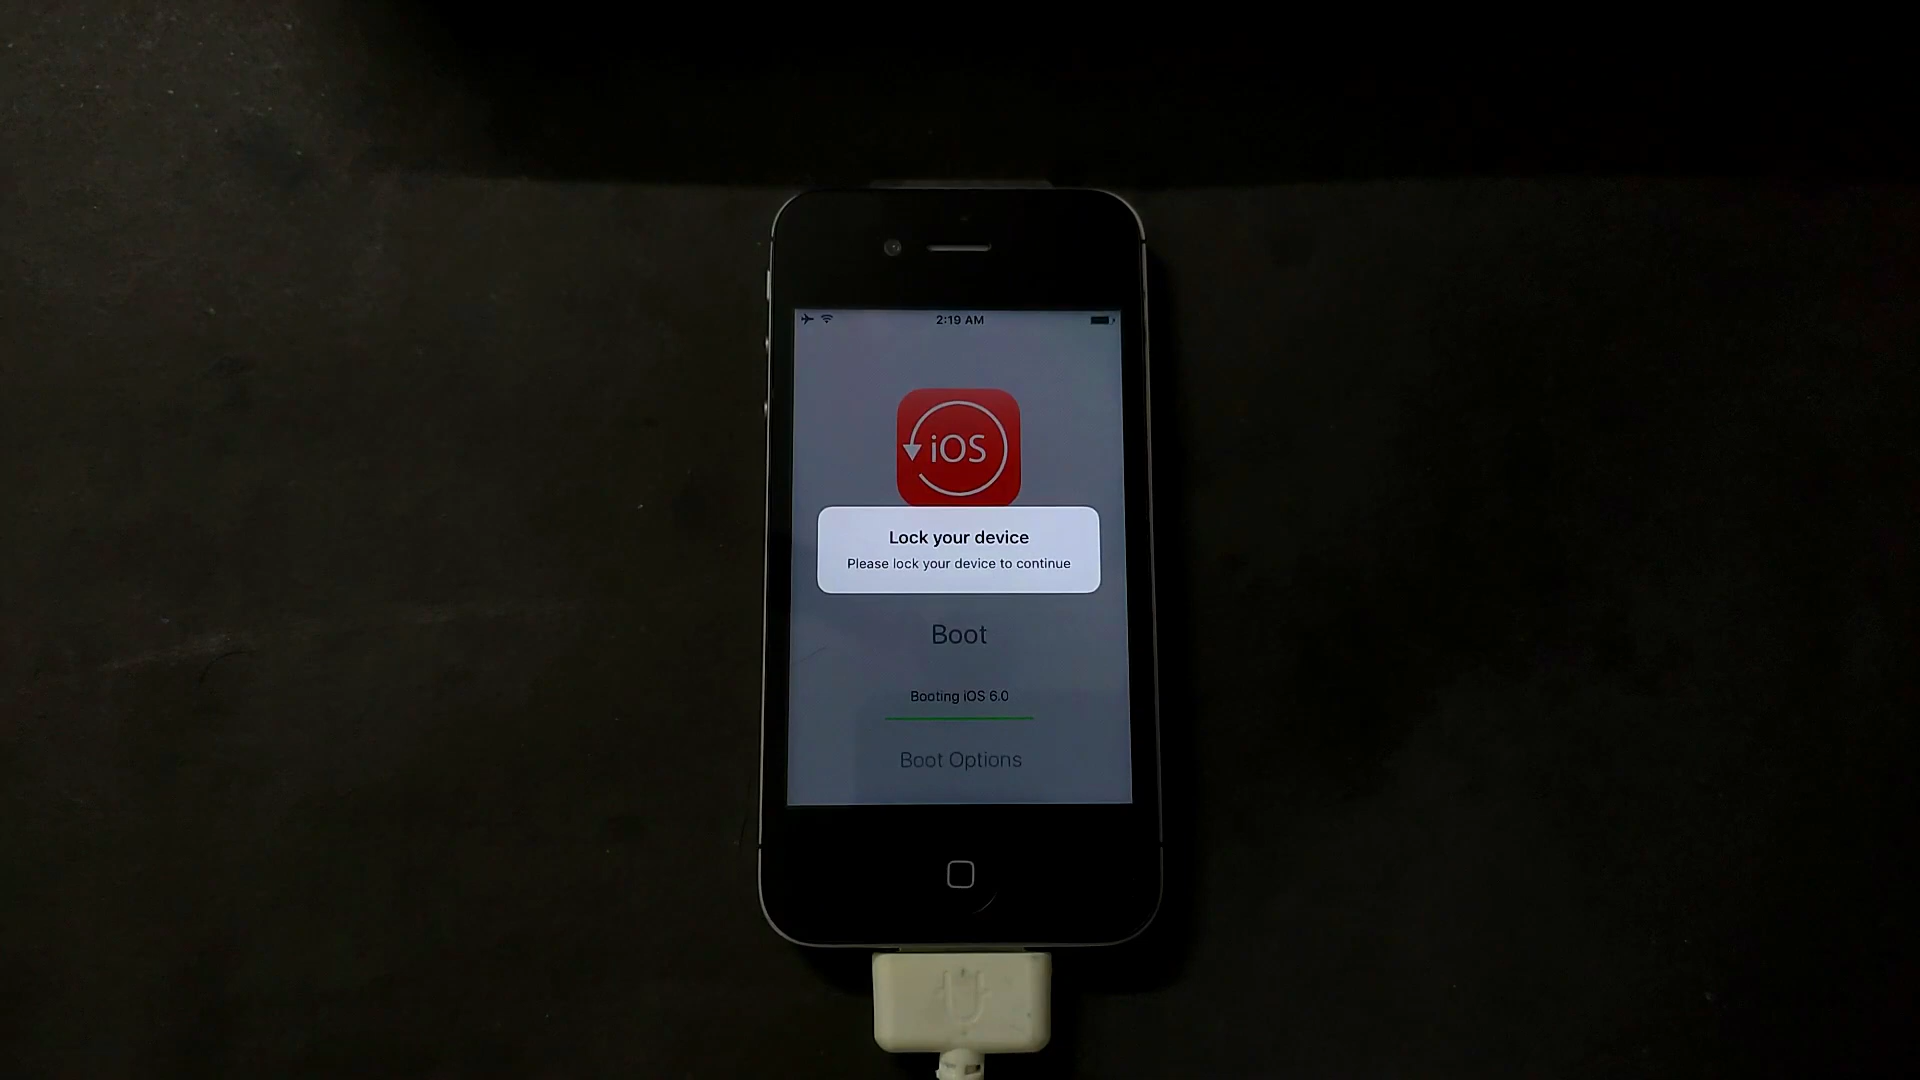 2:19 AM
iOS
Lock your device
Please lock your device to continue
Boot
Booting iOS 6.0
Boot Options